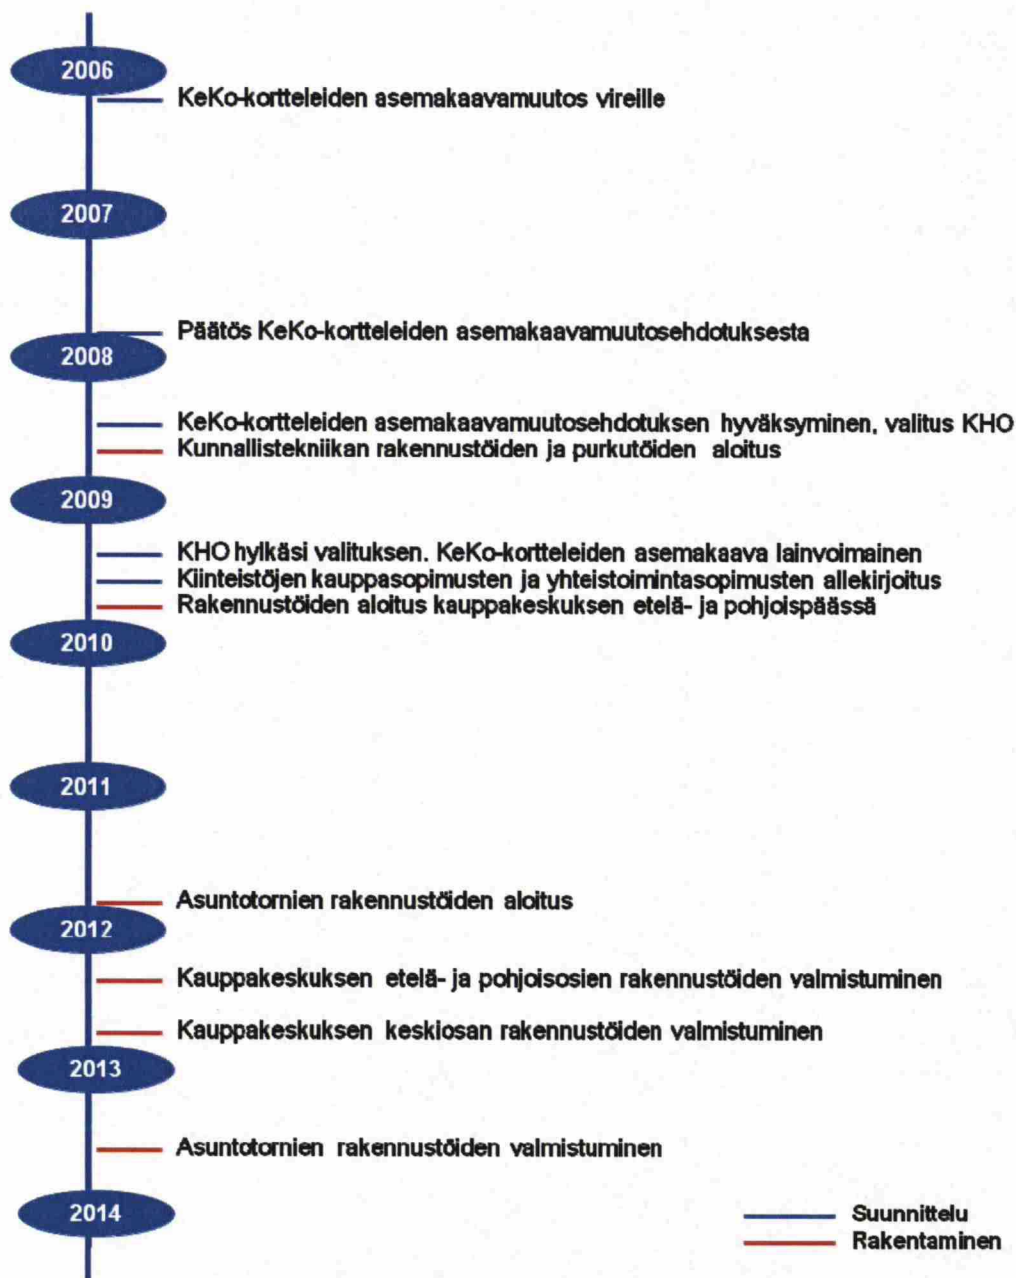 2006
KeKo-kortteleiden asemakaavamuutos vireille
2007
Päätös KeKo-kortteleiden asemakaavamuutosehdotuksesta
2008
KeKo-kortteleiden asemakaavamuutosehdotuksen hyväksyminen, valitus KHO
Kunnallistekniikan rakennustöiden ja purkutöiden aloitus
2009
KHO hylkäsi valituksen. KeKo-kortteleiden asemakaava lainvoimainen
Kiinteistöjen kauppasopimusten ja yhteistoimintasopimusten allekirjoitus
Rakennustöiden aloitus kauppakeskuksen etelä- ja pohjoispäässä
2010
2011
Asuntotornien rakennustöiden aloitus
2012
Kauppakeskuksen etelä- ja pohjoisosien rakennustöiden valmistuminen
Kauppakeskuksen keskiosan rakennustöiden valmistuminen
2013
Asuntotornien rakennustöiden valmistuminen
2014
Suunnittelu
Rakentaminen